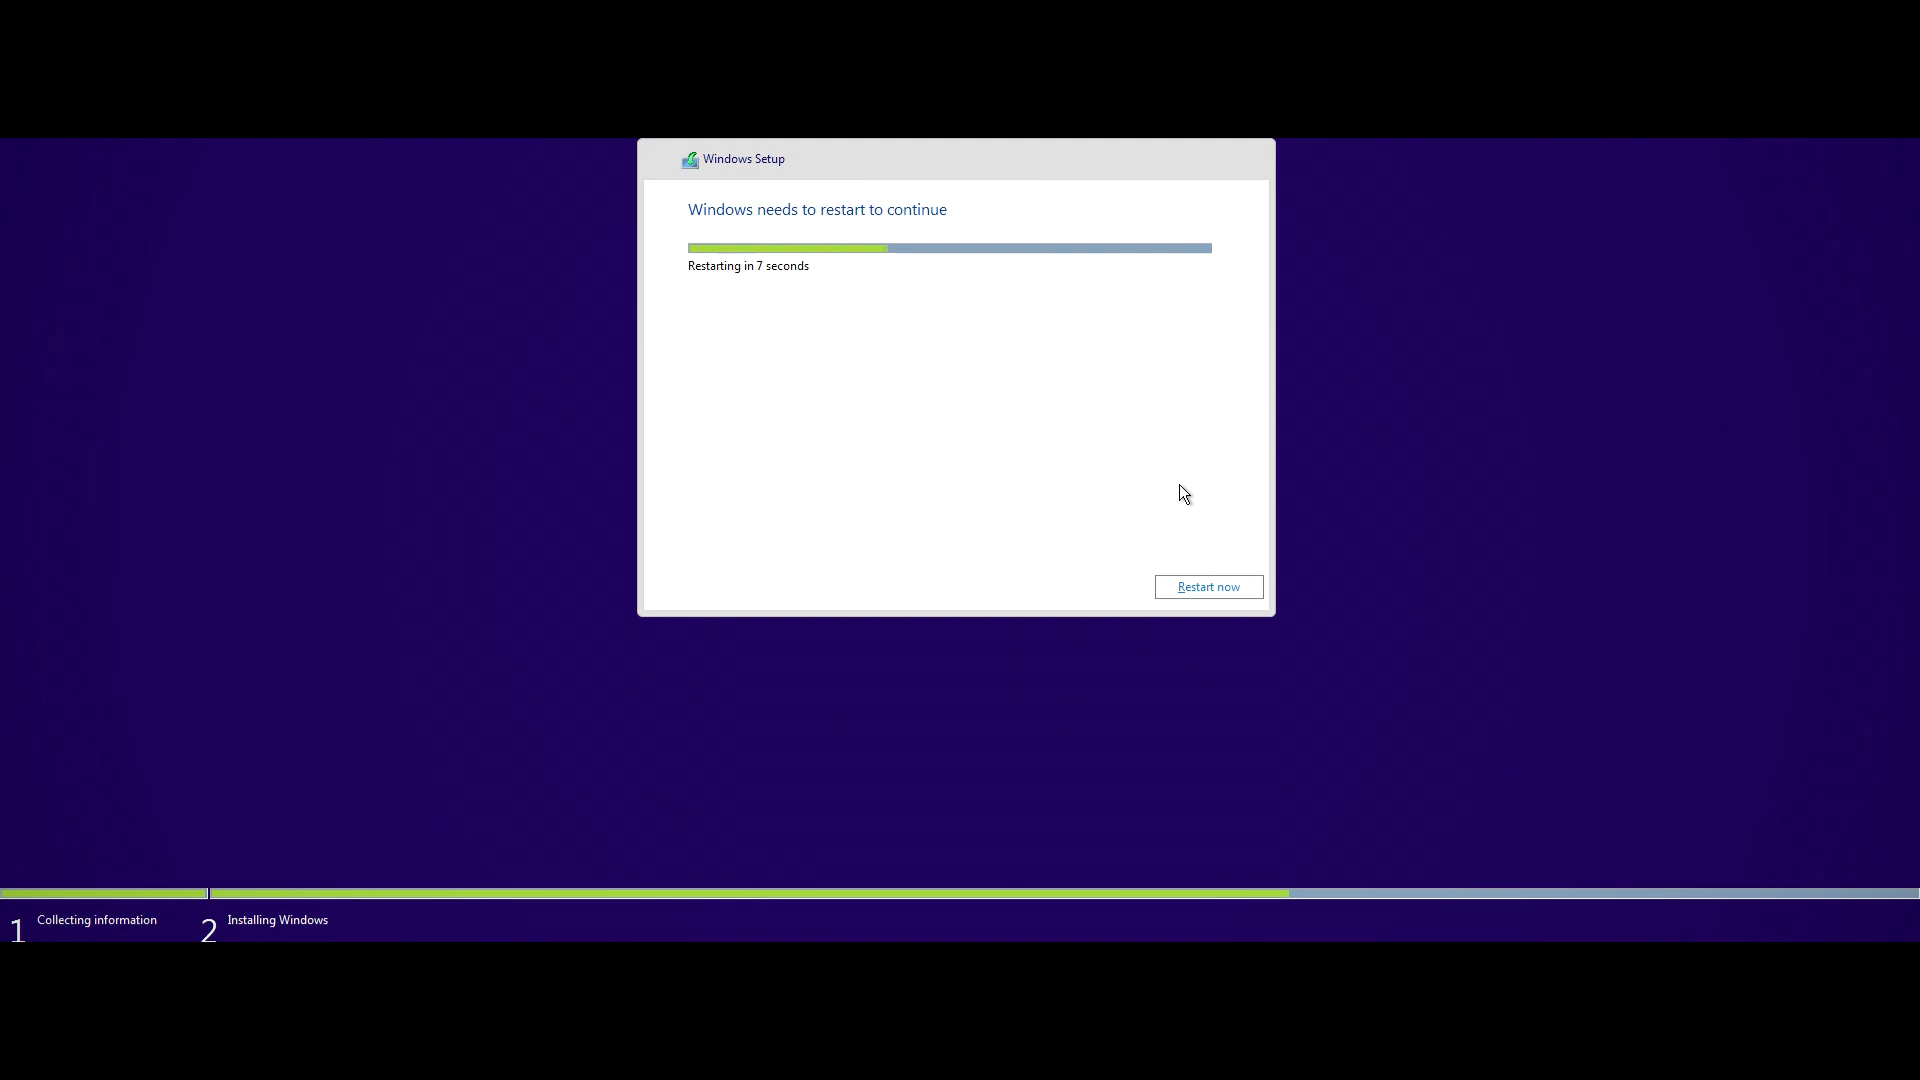 Windows Setup
Windows needs to restart to continue
Restarting in 7 seconds
Restart now
1 Collecting information
2 Installing Windows